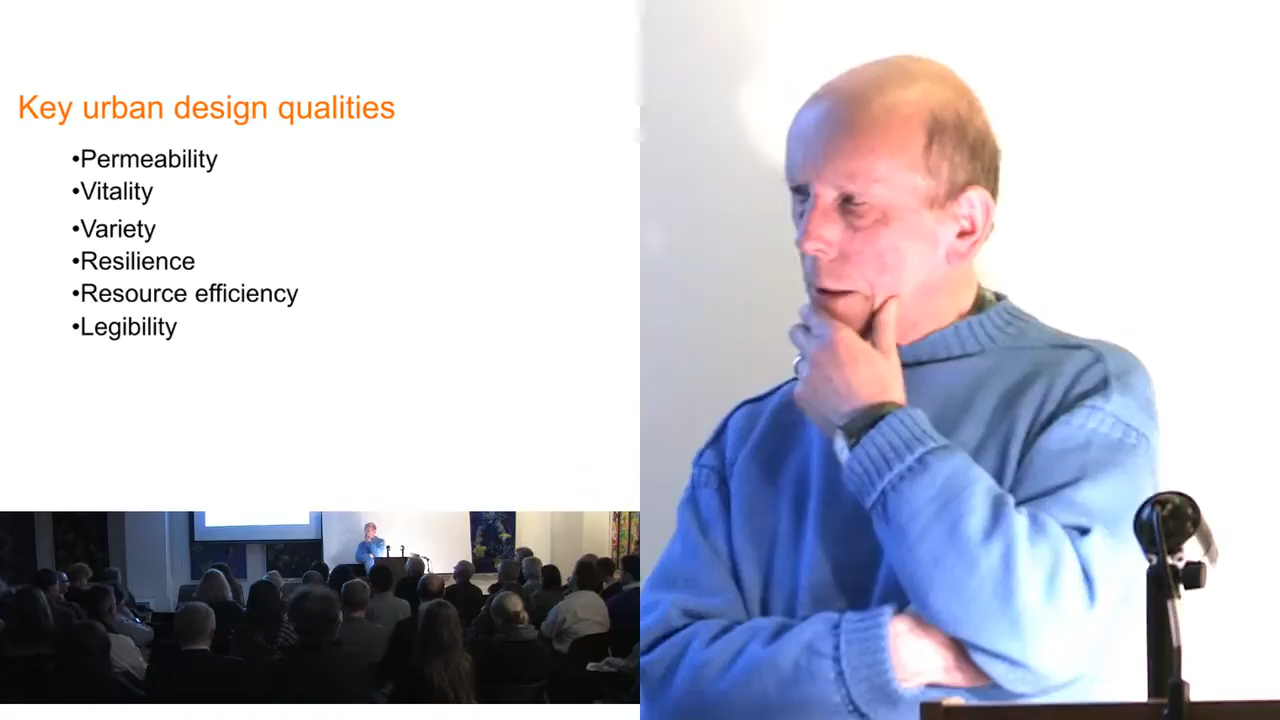 Key urban design qualities
•Permeability
•Vitality
•Variety
•Resilience
•Resource efficiency
•Legibility